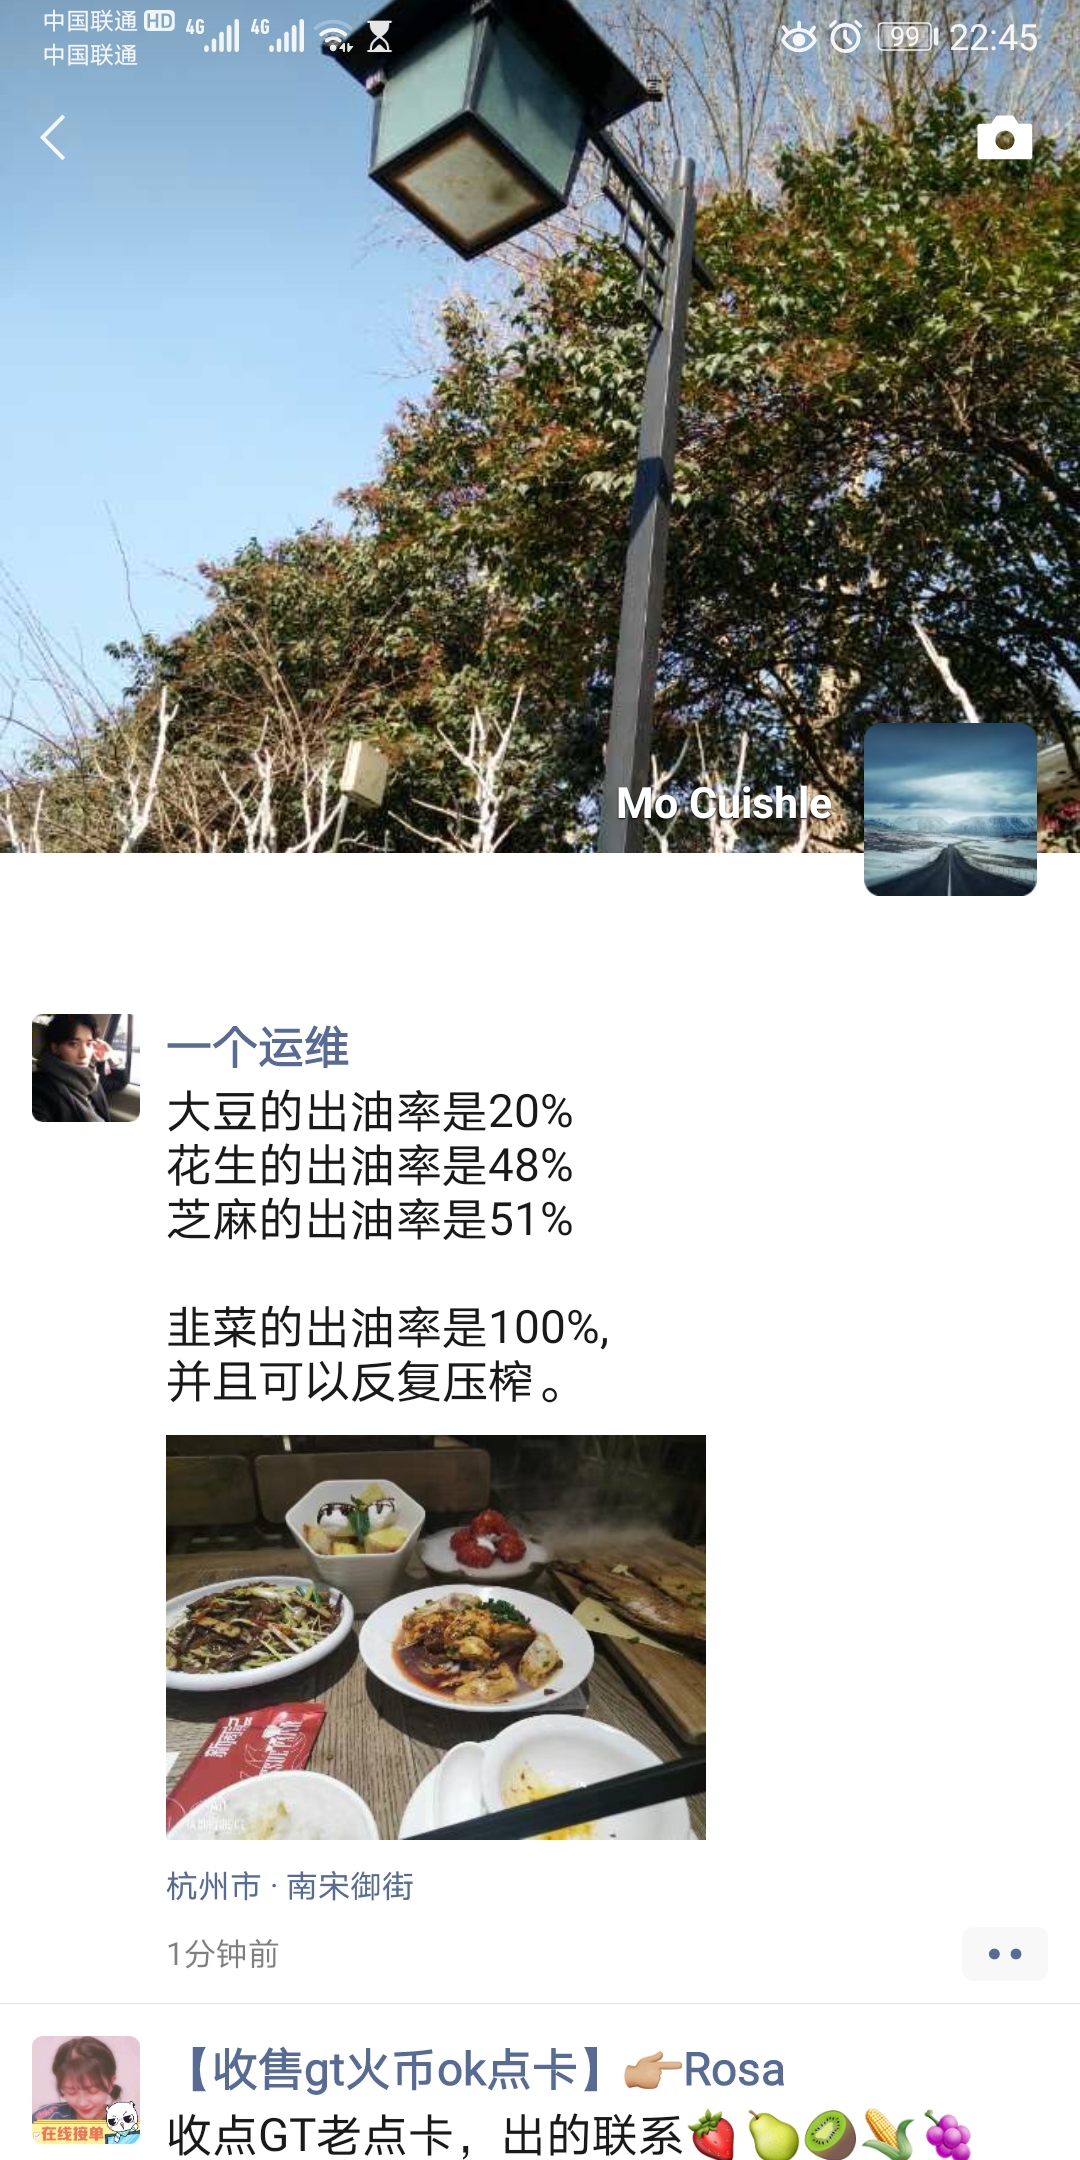 中国联通 HD 4G 4G 99 22:45
中国联通
Mo Cuishle
一个运维
大豆的出油率是20%
花生的出油率是48%
芝麻的出油率是51%
韭菜的出油率是100%,
并且可以反复压榨。
杭州市 · 南宋御街
1分钟前
【收售gt火币ok点卡】👉🏼Rosa
在线接单
收点GT老点卡，出的联系🍓🍐🥝🌽🍇